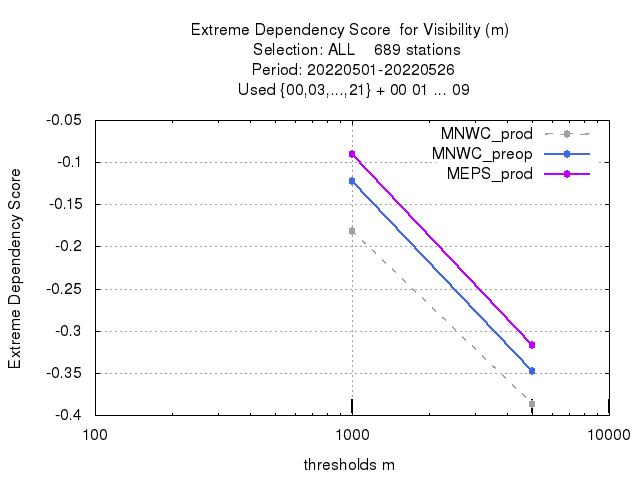 Extreme Dependency Score  for Visibility (m)
Selection: ALL    689 stations
Period: 20220501-20220526
Used {00,03,...,21} + 00 01 ... 09
MNWC_prod
MNWC_preop
MEPS_prod
Extreme Dependency Score
-0.05
-0.1
-0.15
-0.2
-0.25
-0.3
-0.35
-0.4
100
1000
10000
thresholds m